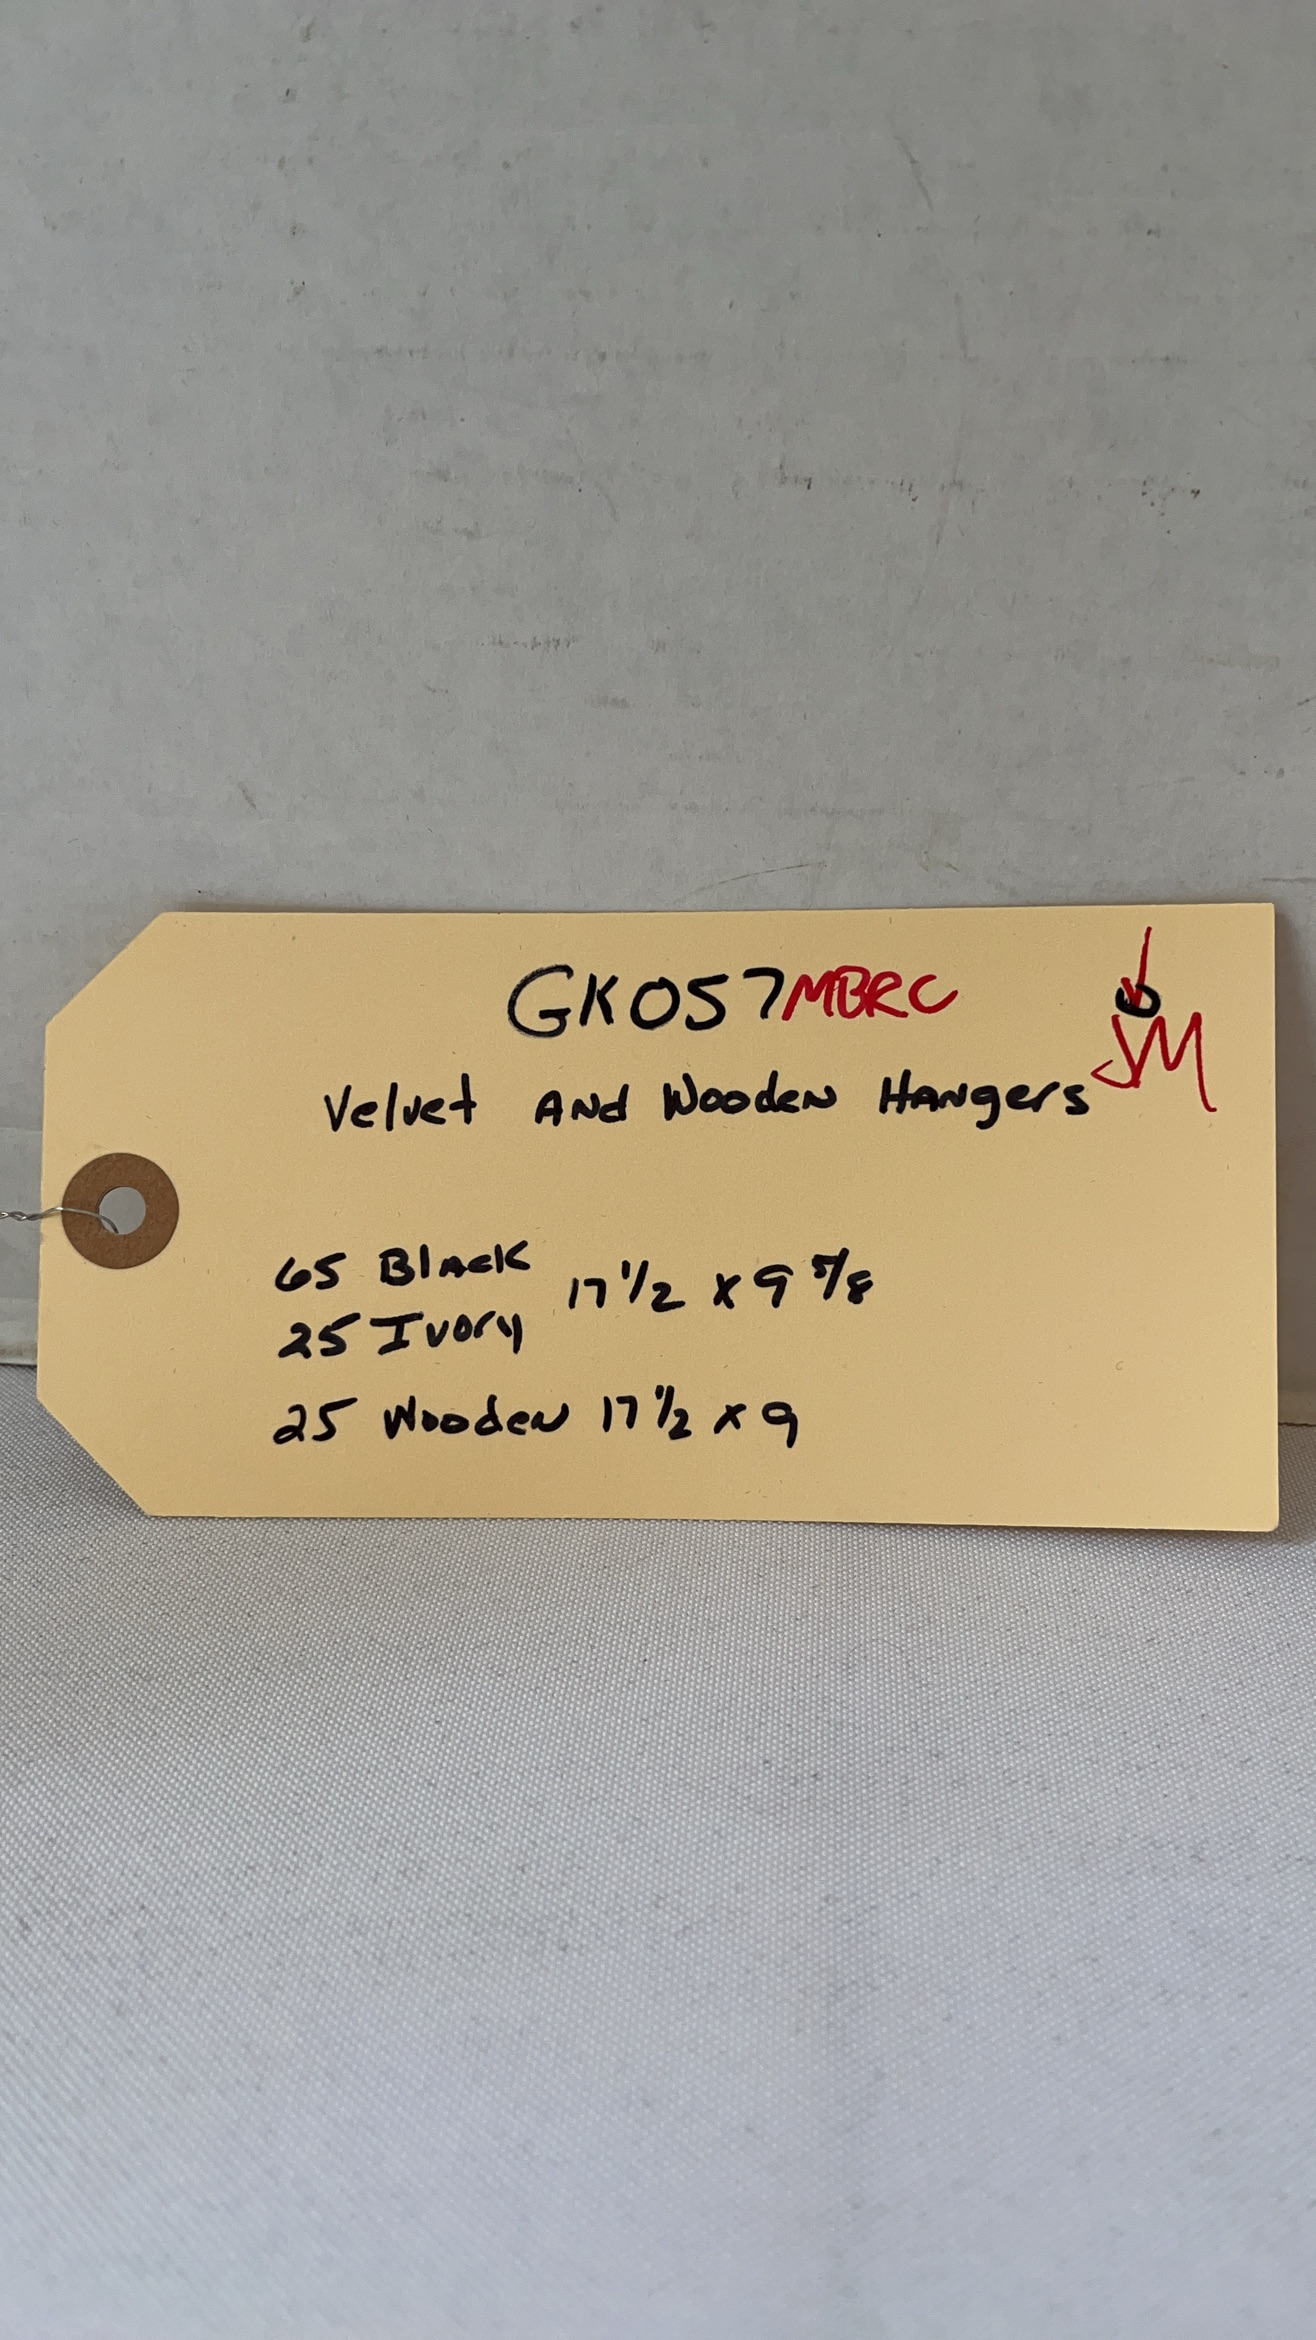 GK057MBRC
JM
Velvet And Wooden Hangers
65 Black
25 Ivory
17 1/2 x 9 5/8
25 Wooden 17 1/2 x 9